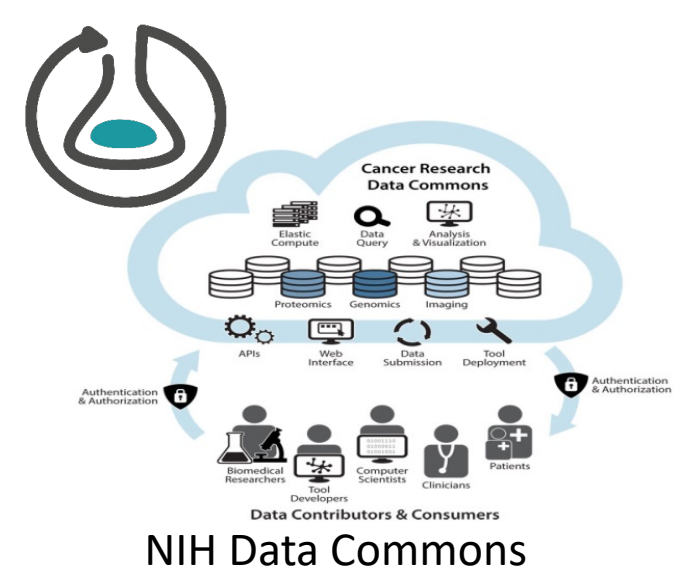 Cancer Research
Data Commons
Elastic
Compute
Data
Query
Analysis
& Visualization
Proteomics
Genomics
Imaging
APIs
Web
Interface
Data
Submission
Tool
Deployment
Authentication
& Authorization
Authentication
& Authorization
01001110
Biomedical
Researchers
Tool
Developers
Computer
Scientists
Clinicians
Patients
Data Contributors & Consumers
NIH Data Commons